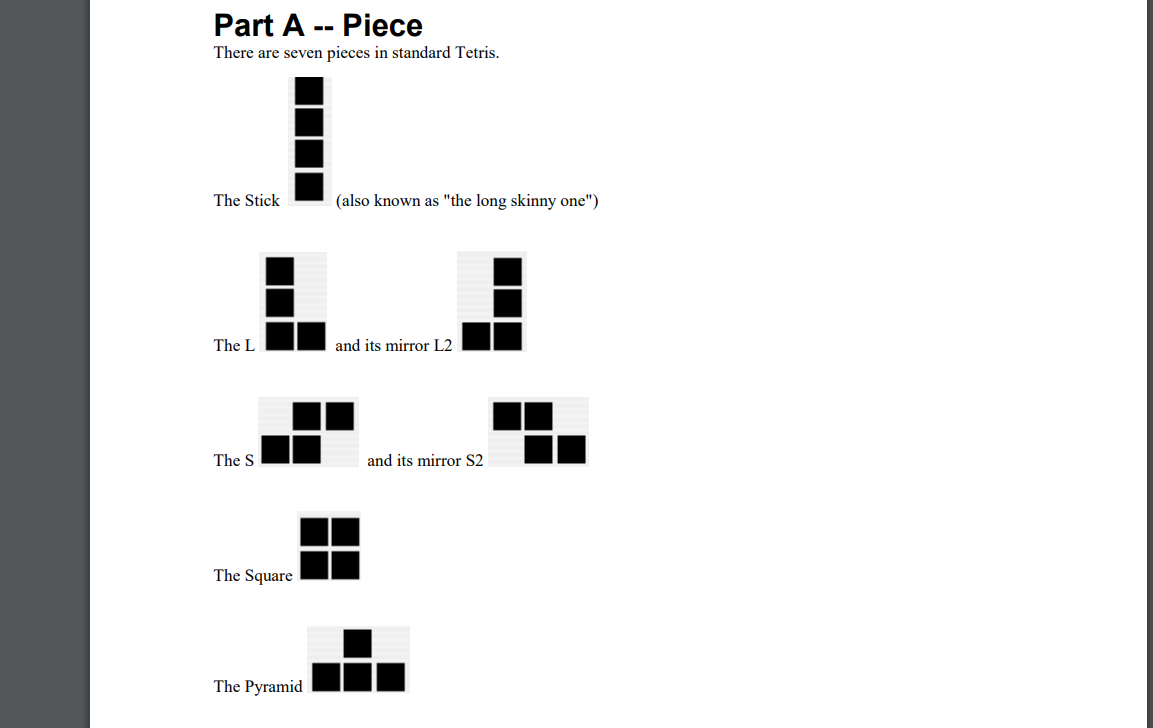 Part A -- Piece
There are seven pieces in standard Tetris.
The Stick (also known as "the long skinny one")
The L and its mirror L2
The S and its mirror S2
The Square
The Pyramid